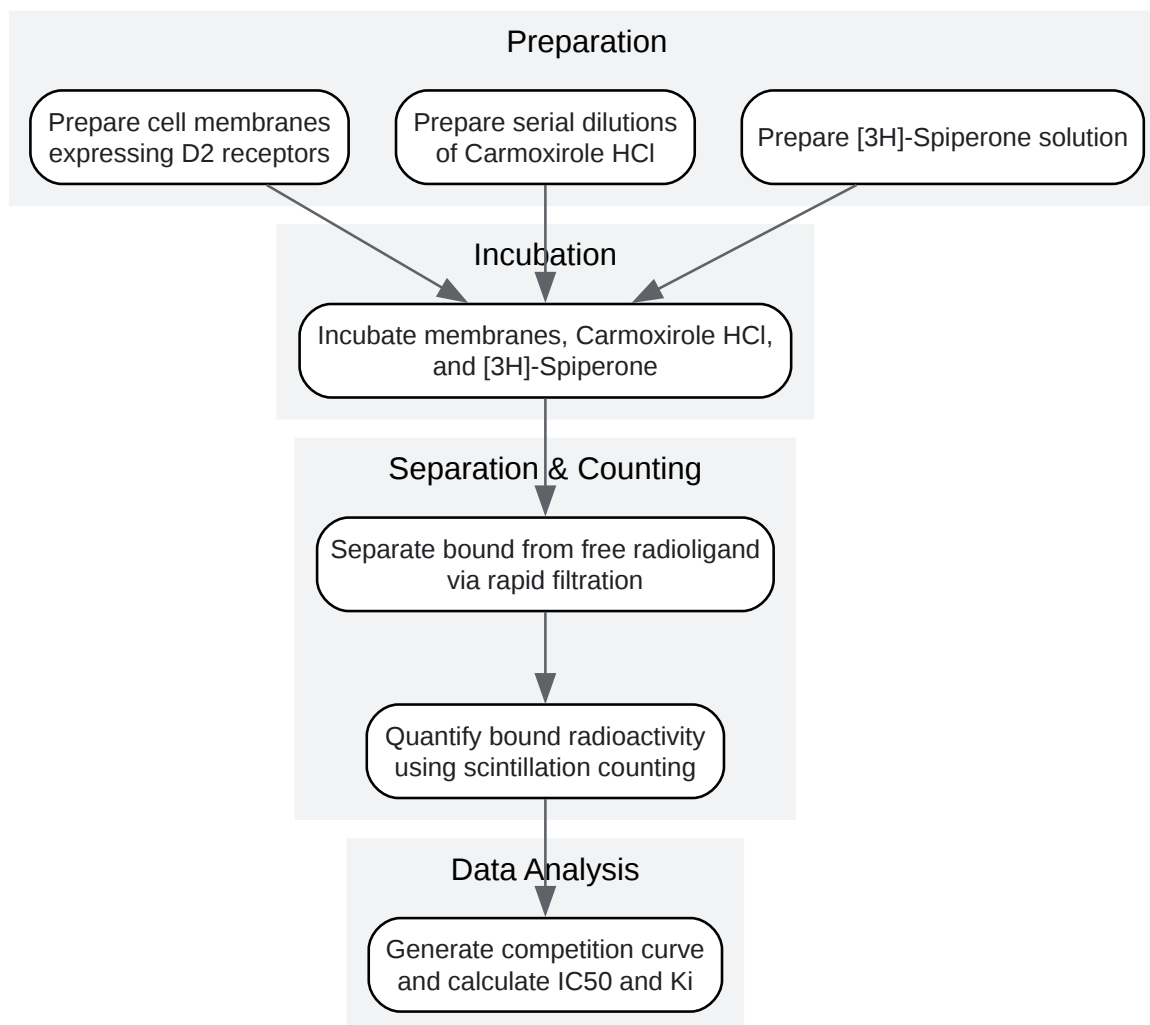 Preparation
Prepare cell membranes
expressing D2 receptors
Prepare serial dilutions
of Carmoxirole HCl
Prepare [3H]-Spiperone solution
Incubation
Incubate membranes, Carmoxirole HCl,
and [3H]-Spiperone
Separation & Counting
Separate bound from free radioligand
via rapid filtration
Quantify bound radioactivity
using scintillation counting
Data Analysis
Generate competition curve
and calculate IC50 and Ki